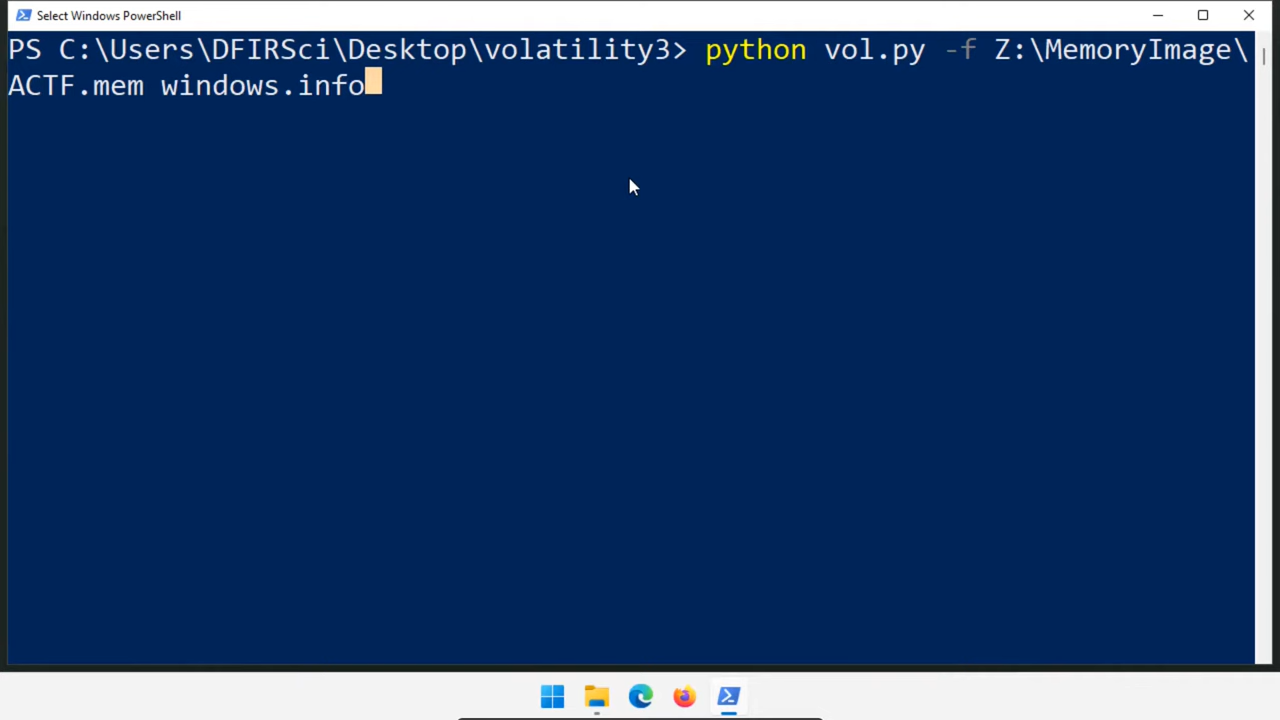 Select Windows PowerShell
PS C:\Users\DFIRSci\Desktop\volatility3> python vol.py -f Z:\MemoryImage\
ACTF.mem windows.info